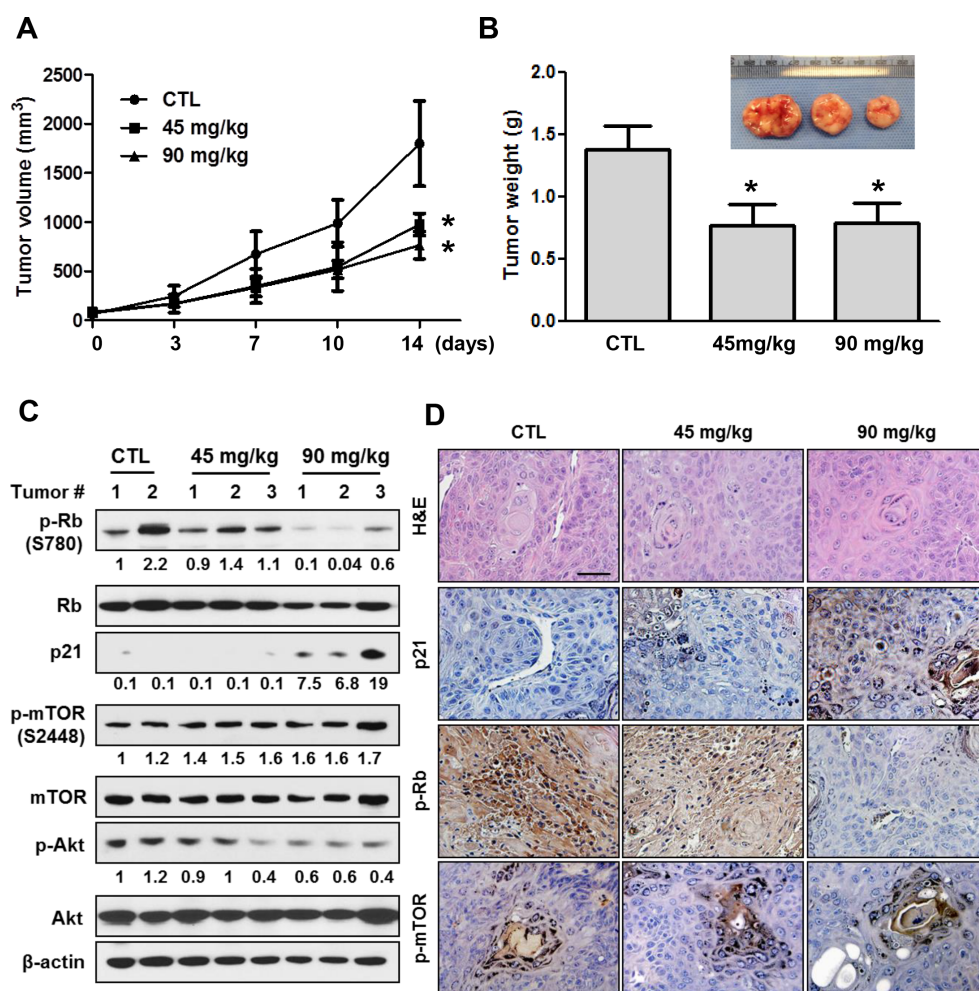 A
Tumor volume (mm3)
2500
2000
1500
1000
500
0
CTL
45 mg/kg
90 mg/kg
*
*
0 3 7 10 14 (days)
B
Tumor weight (g)
2.0
1.5
1.0
0.5
0.0
* *
CTL 45mg/kg 90 mg/kg
C
CTL 45 mg/kg 90 mg/kg
Tumor # 1 2 1 2 3 1 2 3
p-Rb
(S780)
1 2.2 0.9 1.4 1.1 0.1 0.04 0.6
Rb
p21
0.1 0.1 0.1 0.1 0.1 7.5 6.8 19
p-mTOR
(S2448)
1 1.2 1.4 1.5 1.6 1.6 1.6 1.7
mTOR
p-Akt
1 1.2 0.9 1 0.4 0.6 0.6 0.4
Akt
β-actin
D
CTL 45 mg/kg 90 mg/kg
H&E
p21
p-Rb
p-mTOR